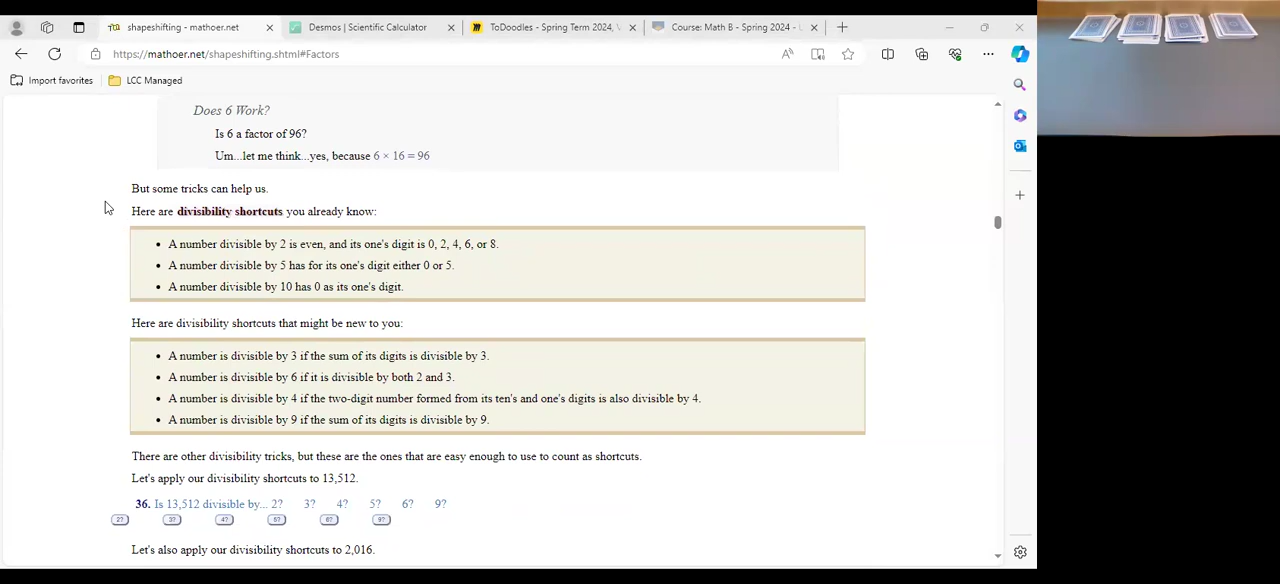 shapeshifting - mathoer.net
Desmos | Scientific Calculator
ToDoodles - Spring Term 2024,
Course: Math B - Spring 2024 -
https://mathoer.net/shapeshifting.shtml#Factors
Import favorites
LCC Managed
Does 6 Work?
Is 6 a factor of 96?
Um...let me think...yes, because 6 × 16 = 96
But some tricks can help us.
Here are divisibility shortcuts you already know:
• A number divisible by 2 is even, and its one's digit is 0, 2, 4, 6, or 8.
• A number divisible by 5 has for its one's digit either 0 or 5.
• A number divisible by 10 has 0 as its one's digit.
Here are divisibility shortcuts that might be new to you:
• A number is divisible by 3 if the sum of its digits is divisible by 3.
• A number is divisible by 6 if it is divisible by both 2 and 3.
• A number is divisible by 4 if the two-digit number formed from its ten's and one's digits is also divisible by 4.
• A number is divisible by 9 if the sum of its digits is divisible by 9.
There are other divisibility tricks, but these are the ones that are easy enough to use to count as shortcuts.
Let's apply our divisibility shortcuts to 13,512.
36. Is 13,512 divisible by... 2? 3? 4? 5? 6? 9?
2? 3? 4? 5? 6? 9?
Let's also apply our divisibility shortcuts to 2,016.